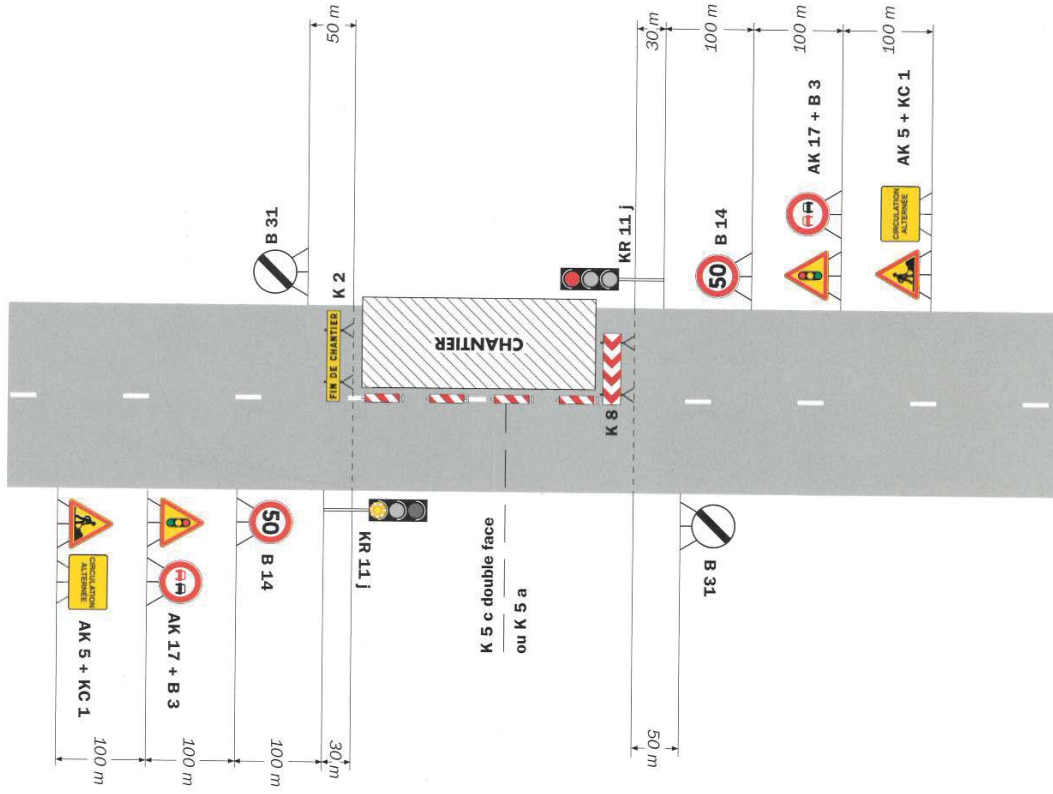 50 m
30 m
100 m
100 m
100 m
B 31
K 2
KR 11 j
B 14
AK 17 + B 3
AK 5 + KC 1
CIRCULATION
ALTERNÉE
50
FIN DE CHANTIER
CHANTIER
K 8
K 5 c double face
ou K 5 a
CIRCULATION
ALTERNÉE
50
AK 5 + KC 1
AK 17 + B 3
B 14
KR 11 j
B 31
100 m
100 m
100 m
30 m
50 m